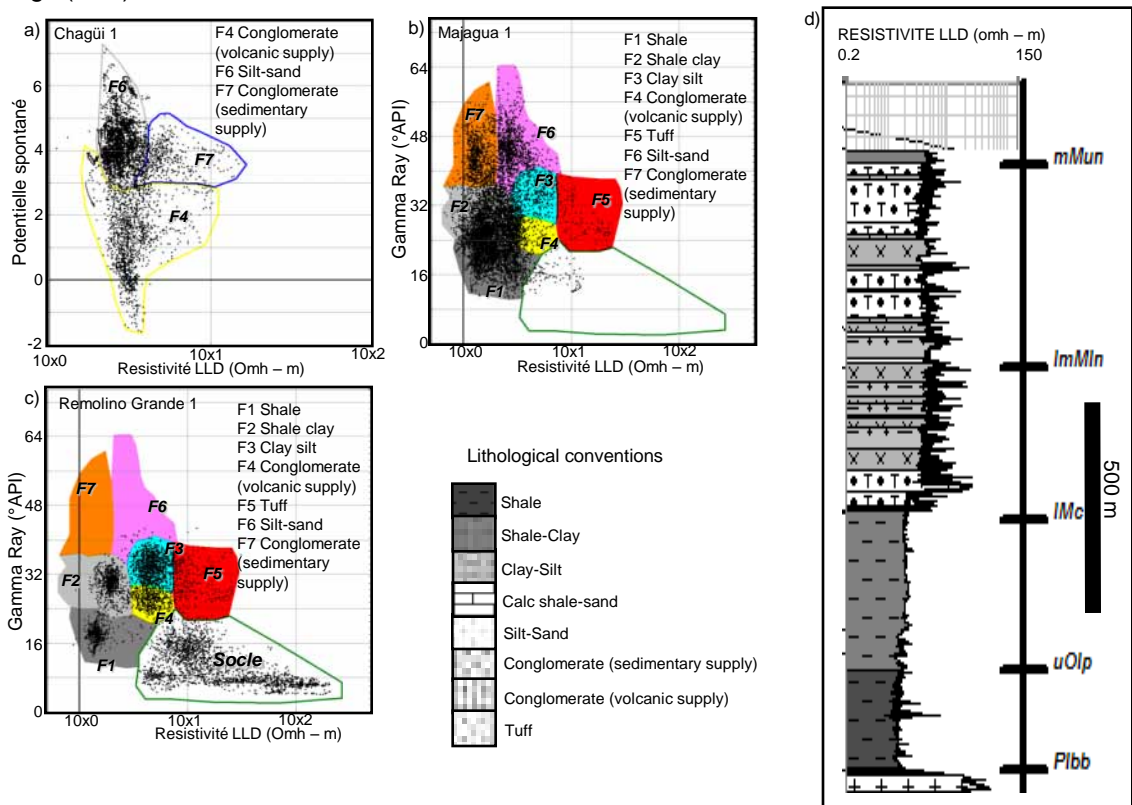 a)
Chagüi 1
F4 Conglomerate
(volcanic supply)
F6 Silt-sand
F7 Conglomerate
(sedimentary
supply)
F6
F7
F4
Potentielle spontané
6
4
2
0
-2
10x0
10x1
10x2
Resistivité LLD (Omh – m)
b)
Majagua 1
F1 Shale
F2 Shale clay
F3 Clay silt
F4 Conglomerate
(volcanic supply)
F5 Tuff
F6 Silt-sand
F7 Conglomerate
(sedimentary
supply)
F7
F6
F3
F2
F5
F4
F1
Gamma Ray (°API)
64
48
32
16
0
10x0
10x1
10x2
Resistivité LLD (Omh – m)
c)
Remolino Grande 1
F1 Shale
F2 Shale clay
F3 Clay silt
F4 Conglomerate
(volcanic supply)
F5 Tuff
F6 Silt-sand
F7 Conglomerate
(sedimentary
supply)
F7
F6
F3
F2
F5
F4
F1
Socle
Gamma Ray (°API)
64
48
32
16
0
10x0
10x1
10x2
Resistivité LLD (Omh – m)
Lithological conventions
Shale
Shale-Clay
Clay-Silt
Calc shale-sand
Silt-Sand
Conglomerate (sedimentary supply)
Conglomerate (volcanic supply)
Tuff
d)
RESISTIVITE LLD (omh – m)
0.2
150
mMun
lmMln
lMc
uOlp
Plbb
500 m